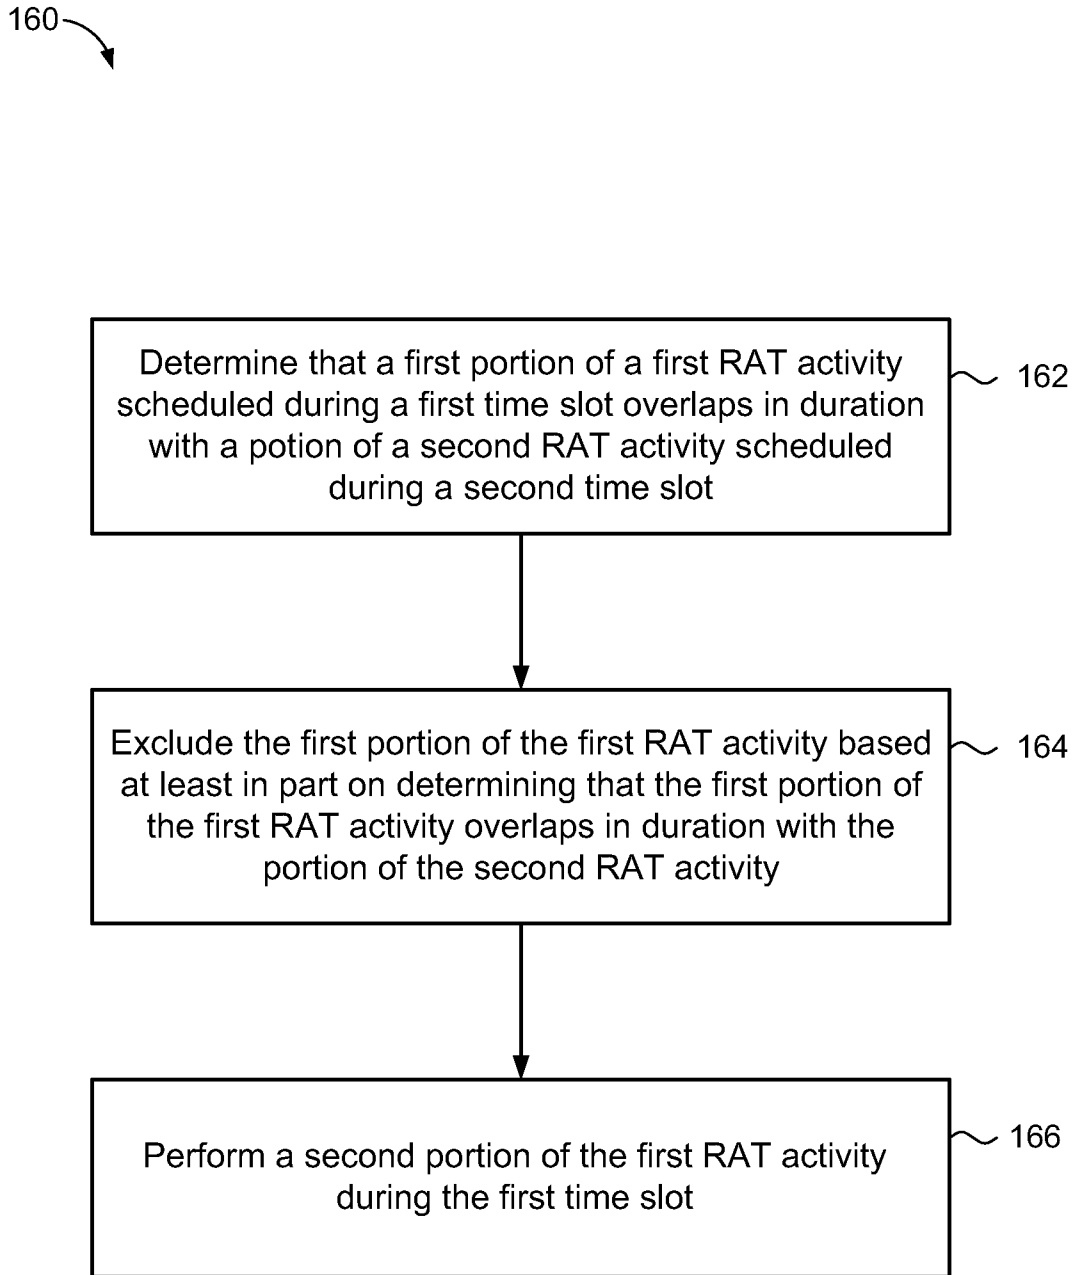 160
Determine that a first portion of a first RAT activity
scheduled during a first time slot overlaps in duration
with a potion of a second RAT activity scheduled
during a second time slot
162
Exclude the first portion of the first RAT activity based
at least in part on determining that the first portion of
the first RAT activity overlaps in duration with the
portion of the second RAT activity
164
Perform a second portion of the first RAT activity
during the first time slot
166